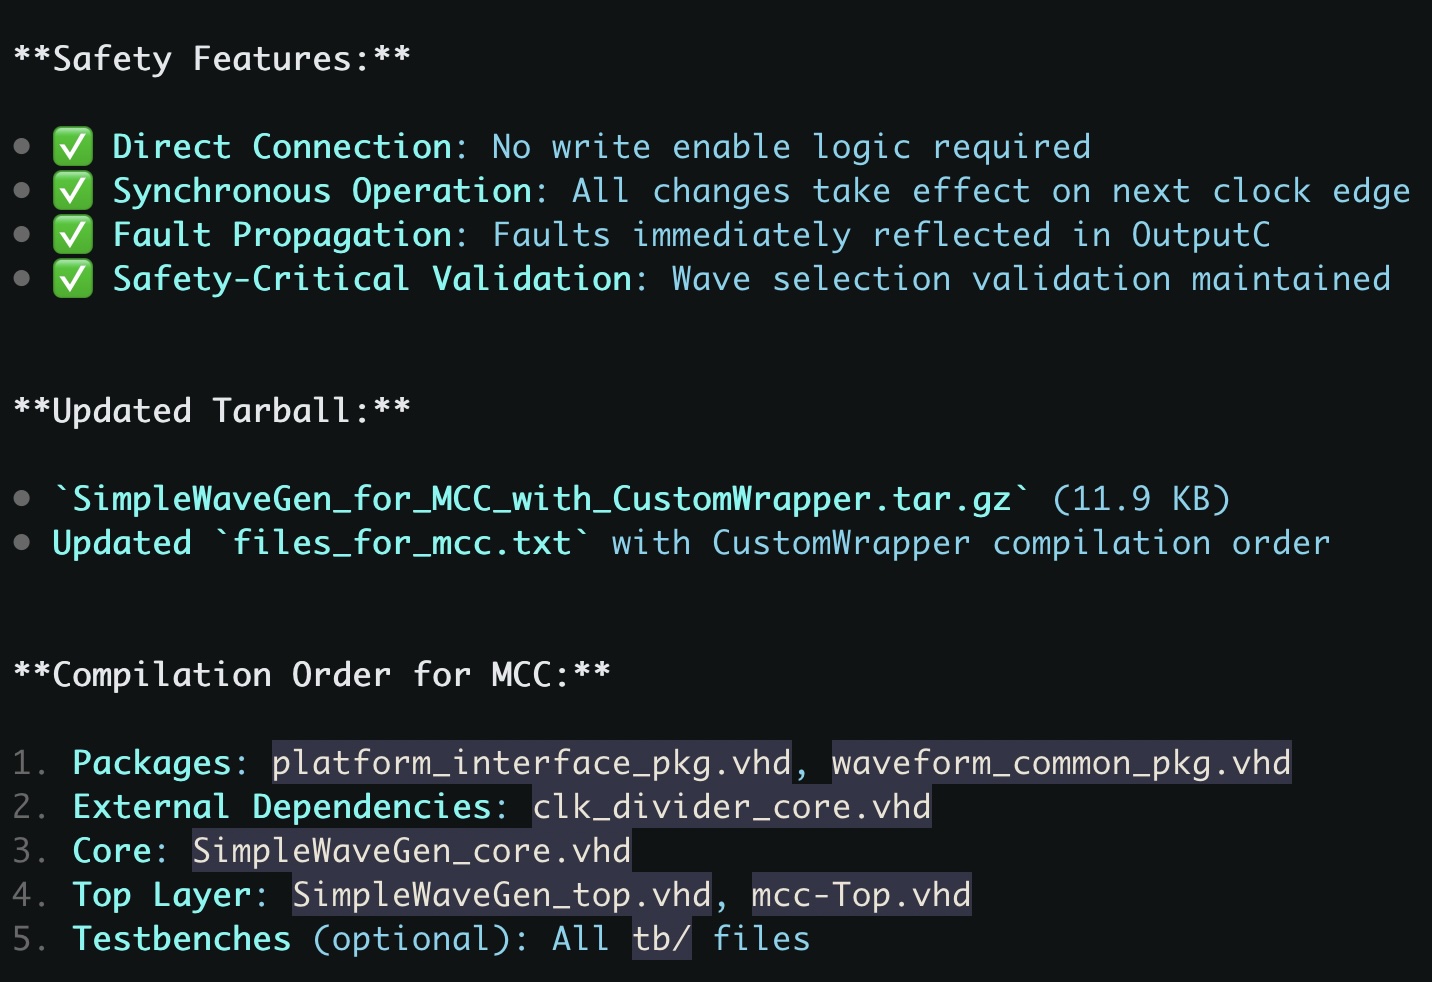 **Safety Features:**
• ✅ Direct Connection: No write enable logic required
• ✅ Synchronous Operation: All changes take effect on next clock edge
• ✅ Fault Propagation: Faults immediately reflected in OutputC
• ✅ Safety-Critical Validation: Wave selection validation maintained
**Updated Tarball:**
• `SimpleWaveGen_for_MCC_with_CustomWrapper.tar.gz` (11.9 KB)
• Updated `files_for_mcc.txt` with CustomWrapper compilation order
**Compilation Order for MCC:**
1. Packages: platform_interface_pkg.vhd, waveform_common_pkg.vhd
2. External Dependencies: clk_divider_core.vhd
3. Core: SimpleWaveGen_core.vhd
4. Top Layer: SimpleWaveGen_top.vhd, mcc-Top.vhd
5. Testbenches (optional): All tb/ files